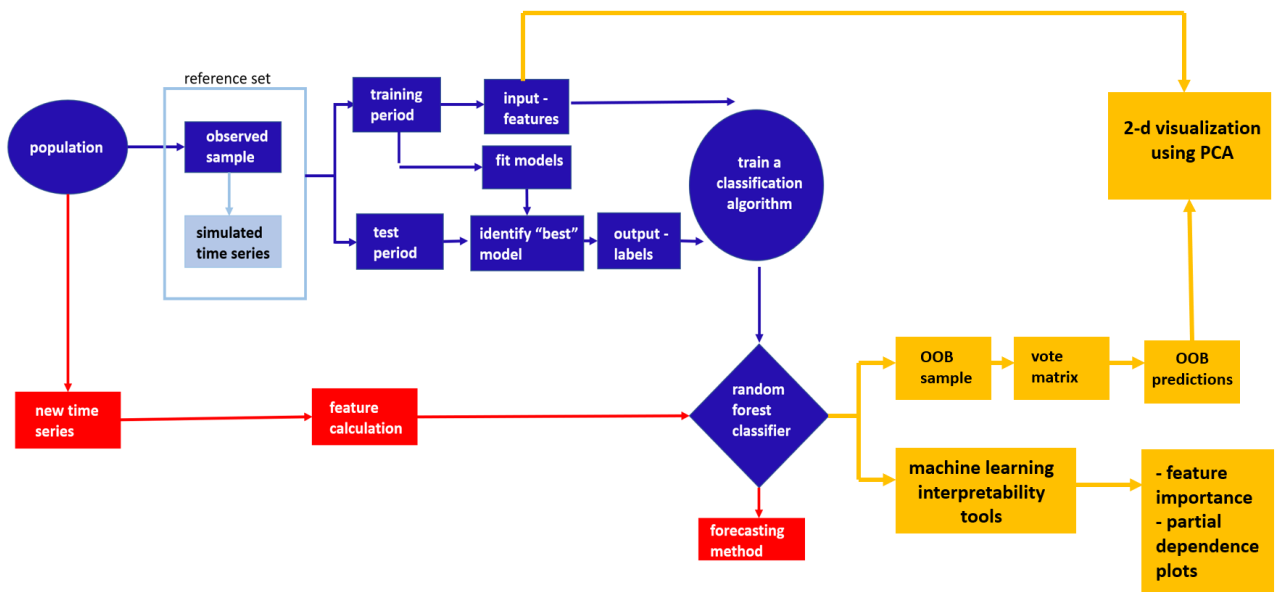 reference set
population
observed
sample
simulated
time series
training
period
input -
features
fit models
test
period
identify “best”
model
output -
labels
train a
classification
algorithm
2-d visualization
using PCA
new time
series
feature
calculation
random
forest
classifier
forecasting
method
OOB
sample
vote
matrix
OOB
predictions
machine learning
interpretability
tools
- feature
importance
- partial
dependence
plots